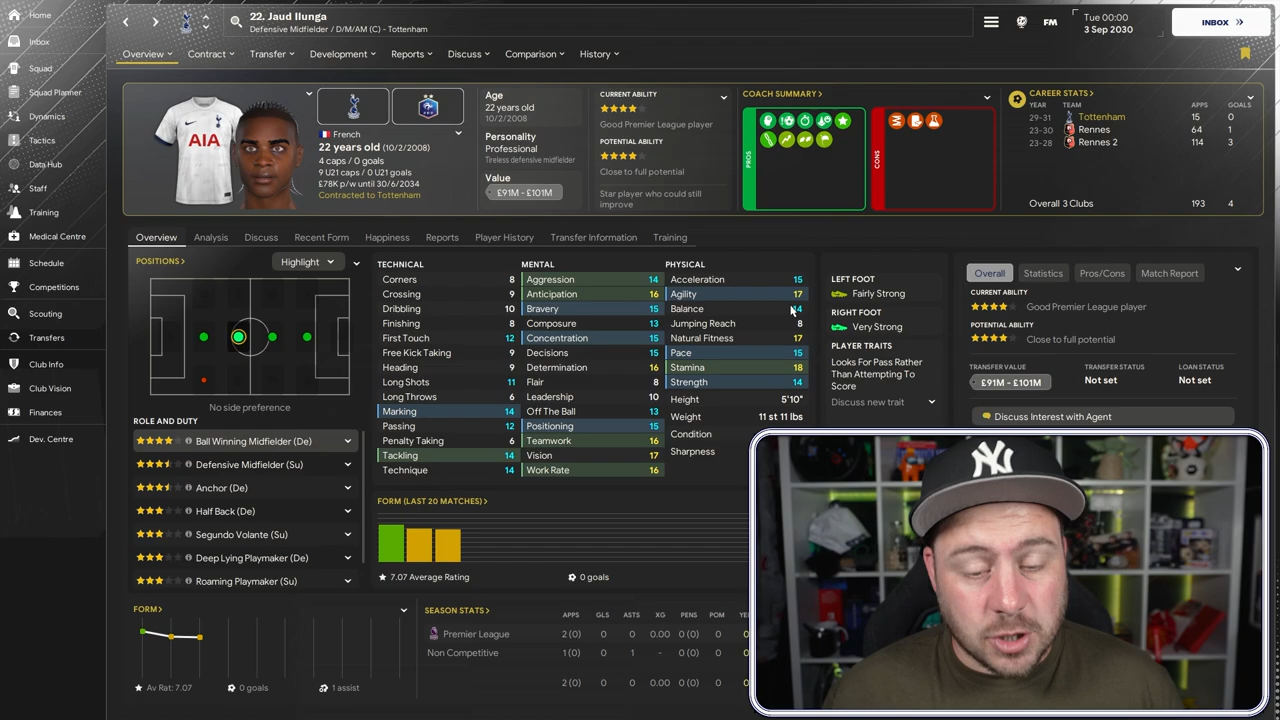 Home
Inbox
Squad
Squad Planner
Dynamics
Tactics
Data Hub
Staff
Training
Medical Centre
Schedule
Competitions
Scouting
Transfers
Club Info
Club Vision
Finances
Dev. Centre
22. Jaud Ilunga
Defensive Midfielder / D/M/AM (C) - Tottenham
FM
Tue 00:00
3 Sep 2030
INBOX
Overview
Contract
Transfer
Development
Reports
Discuss
Comparison
History
AIA
French
22 years old (10/2/2008)
4 caps / 0 goals
9 U21 caps / 0 U21 goals
£78K p/w until 30/6/2034
Contracted to Tottenham
Age
22 years old
10/2/2008
Personality
Professional
Tireless defensive midfielder
Value
£91M - £101M
CURRENT ABILITY
Good Premier League player
POTENTIAL ABILITY
Close to full potential
Star player who could still
improve
COACH SUMMARY >
PROS
CONS
CAREER STATS >
YEAR TEAM APPS GOALS
29-31 Tottenham 15 0
23-30 Rennes 64 1
23-28 Rennes 2 114 3
Overall 3 Clubs 193 4
Overview
Analysis
Discuss
Recent Form
Happiness
Reports
Player History
Transfer Information
Training
POSITIONS >
Highlight
No side preference
ROLE AND DUTY
Ball Winning Midfielder (De)
Defensive Midfielder (Su)
Anchor (De)
Half Back (De)
Segundo Volante (Su)
Deep Lying Playmaker (De)
Roaming Playmaker (Su)
TECHNICAL
Corners 8
Crossing 9
Dribbling 10
Finishing 8
First Touch 12
Free Kick Taking 9
Heading 9
Long Shots 11
Long Throws 6
Marking 14
Passing 12
Penalty Taking 6
Tackling 14
Technique 14
MENTAL
Aggression 14
Anticipation 16
Bravery 15
Composure 13
Concentration 15
Decisions 15
Determination 16
Flair 8
Leadership 10
Off The Ball 13
Positioning 15
Teamwork 16
Vision 17
Work Rate 16
PHYSICAL
Acceleration 15
Agility 17
Balance 14
Jumping Reach 8
Natural Fitness 17
Pace 15
Stamina 18
Strength 14
Height 5'10"
Weight 11 st 11 lbs
Condition
Sharpness
LEFT FOOT
Fairly Strong
RIGHT FOOT
Very Strong
PLAYER TRAITS
Looks For Pass Rather
Than Attempting To
Score
Discuss new trait
Overall
Statistics
Pros/Cons
Match Report
CURRENT ABILITY
Good Premier League player
POTENTIAL ABILITY
Close to full potential
TRANSFER VALUE TRANSFER STATUS LOAN STATUS
£91M - £101M Not set Not set
Discuss Interest with Agent
FORM (LAST 20 MATCHES) >
7.07 Average Rating
0 goals
FORM >
Av Rat: 7.07
0 goals
1 assist
SEASON STATS > APPS GLS ASTS XG PENS POM
Premier League 2 (0) 0 0 0.00 0 (0) 0
Non Competitive 1 (0) 0 1 - 0 (0) 0
2 (0) 0 0 0.00 0 (0) 0
NY